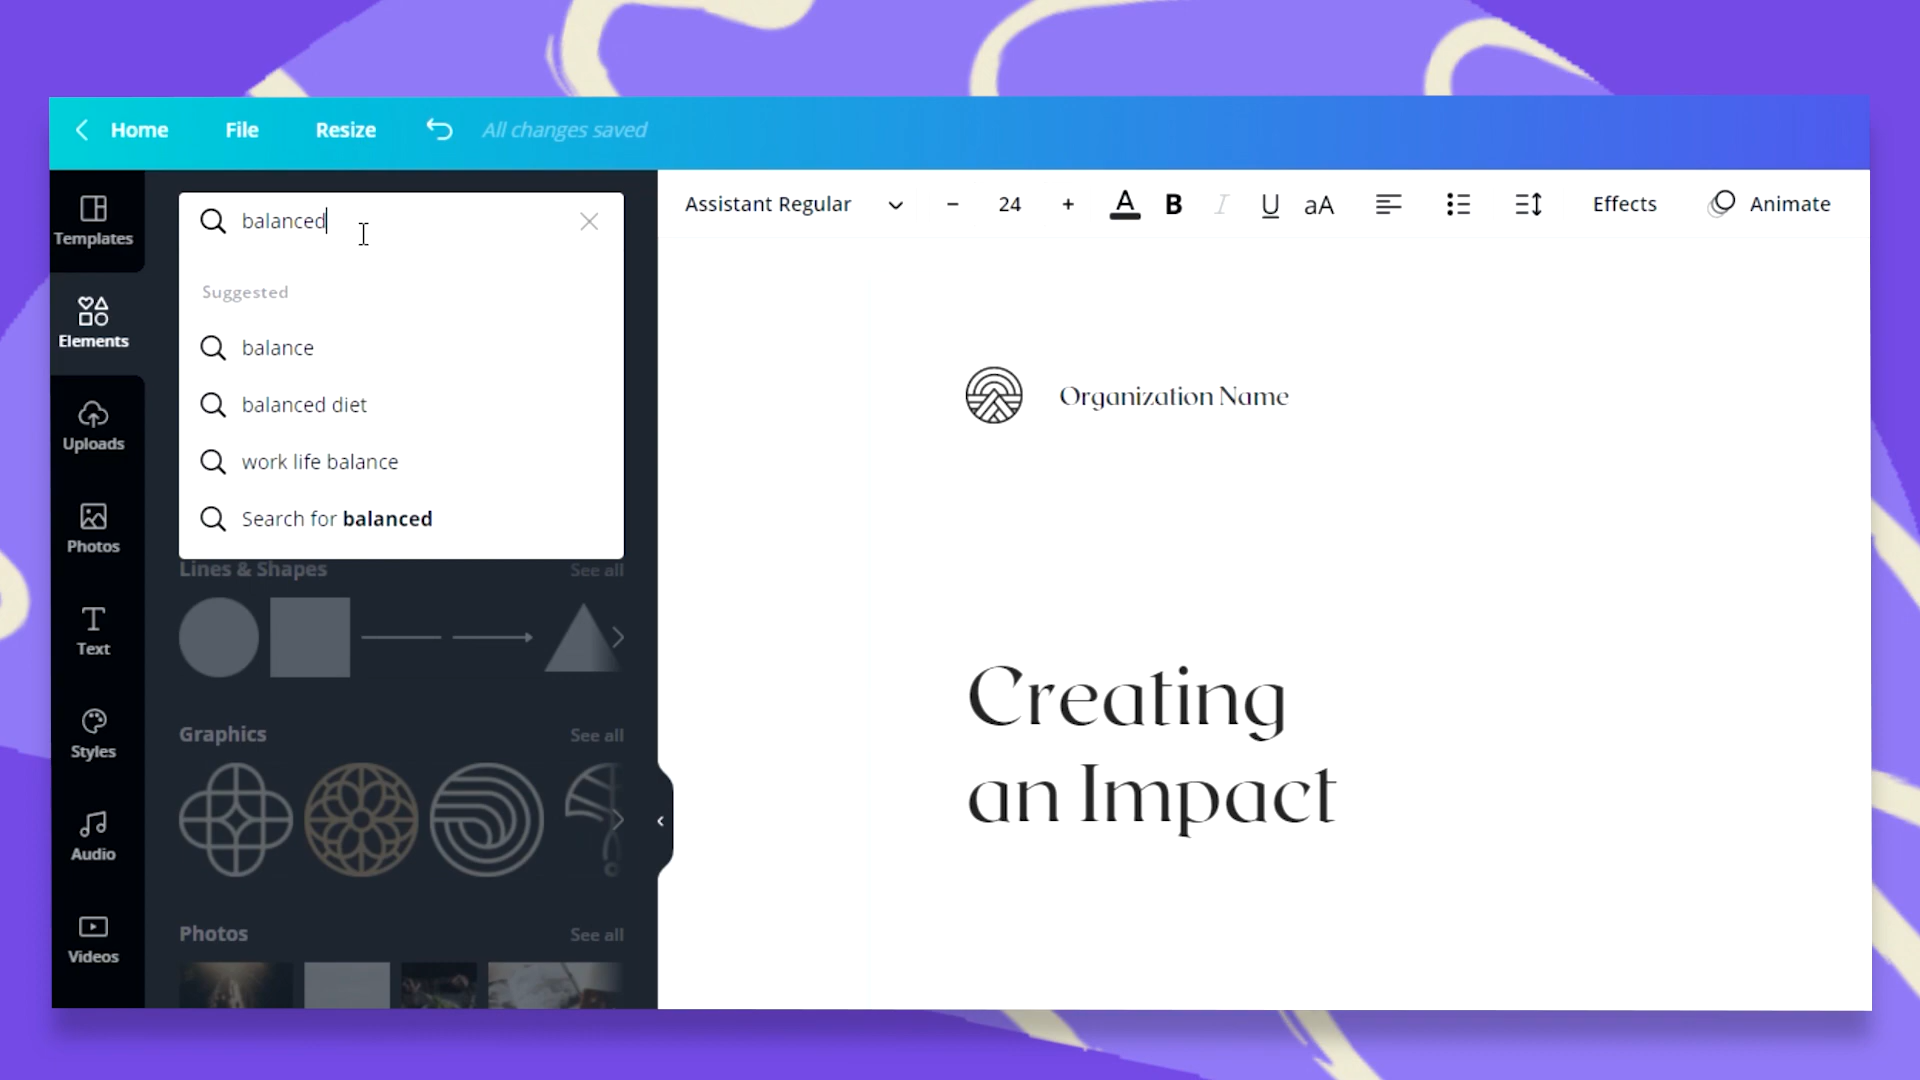 Home File Resize All changes saved
Templates
Elements
Uploads
Photos
Text
Styles
Audio
Videos
balanced
Suggested
balance
balanced diet
work life balance
Search for balanced
Lines & Shapes See all
Graphics See all
Photos See all
Assistant Regular - 24 + A B I U aA Effects Animate
Organization Name
Creating
an Impact